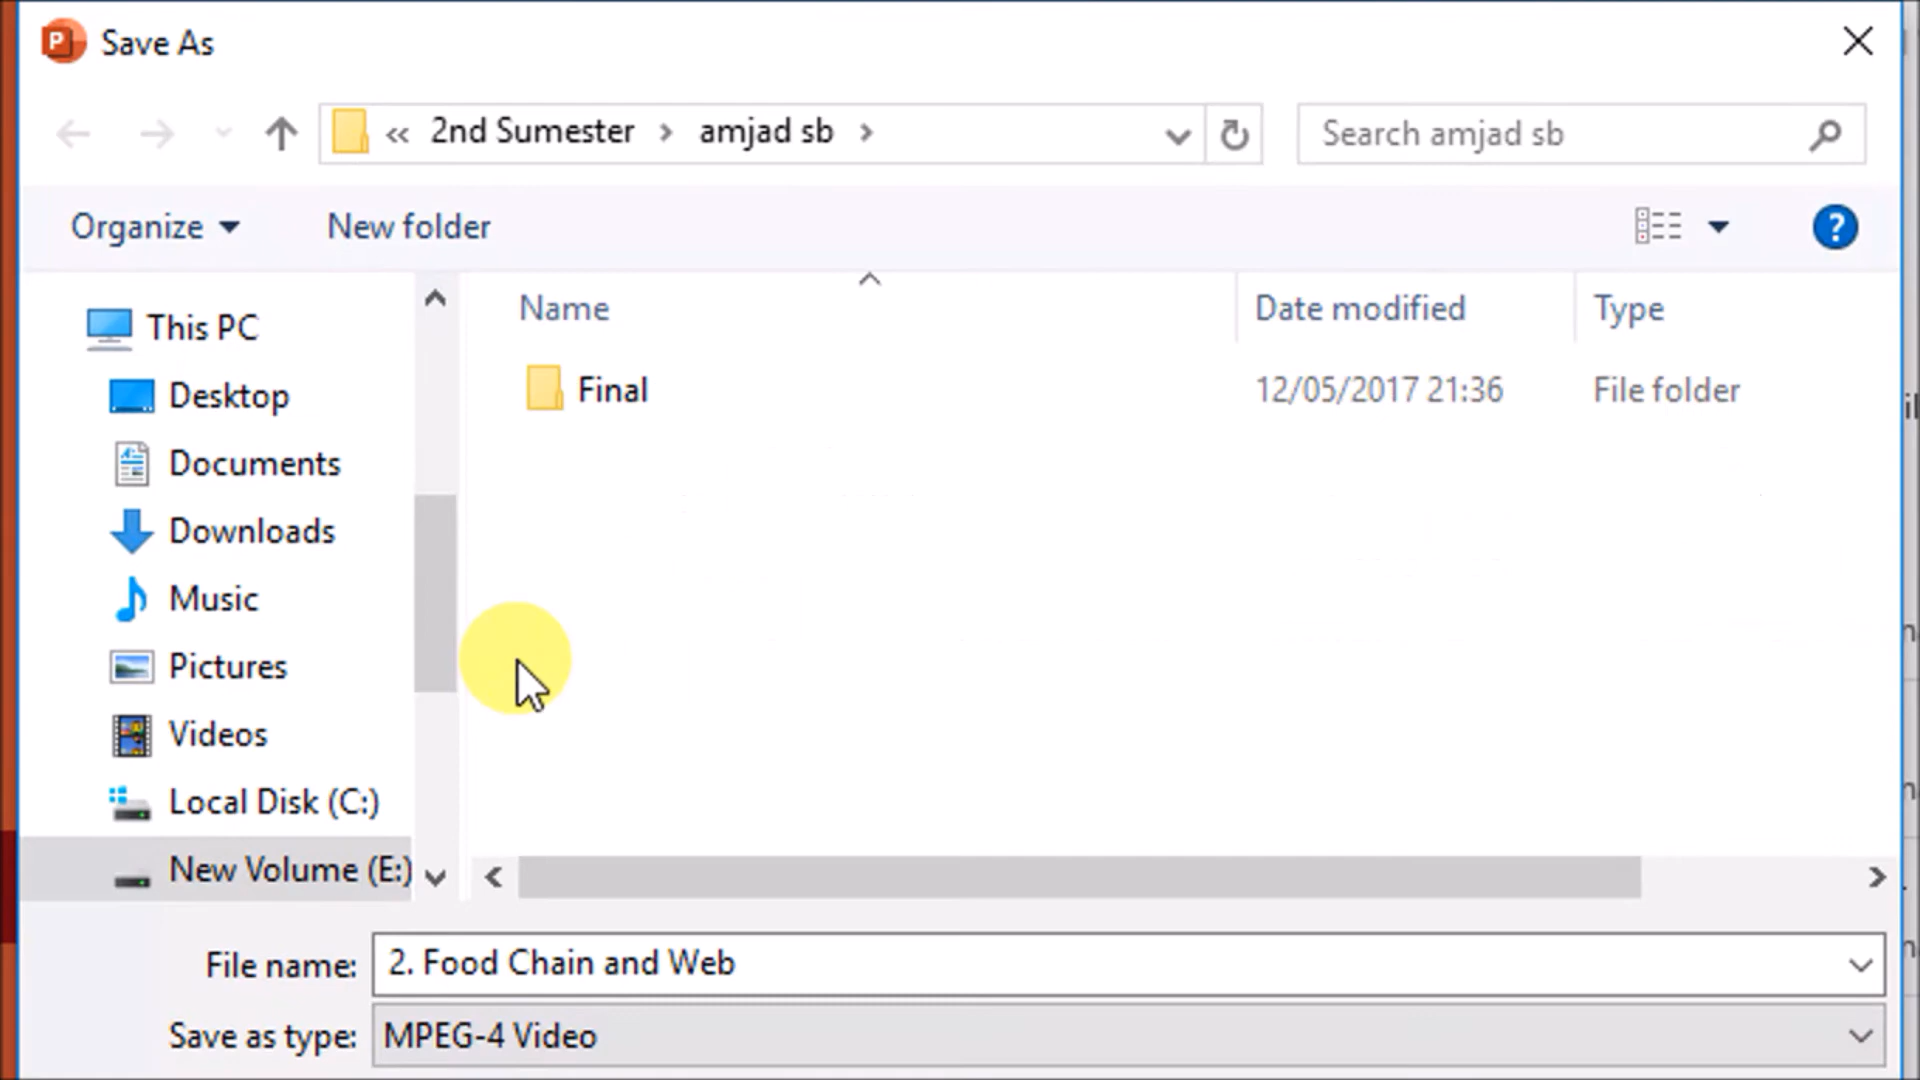 P Save As
« 2nd Sumester › amjad sb ›
Search amjad sb
Organize
New folder
?
Name
Date modified
Type
This PC
Final
12/05/2017 21:36
File folder
Desktop
Documents
Downloads
Music
Pictures
Videos
Local Disk (C:)
New Volume (E:)
File name: 2. Food Chain and Web
Save as type: MPEG-4 Video